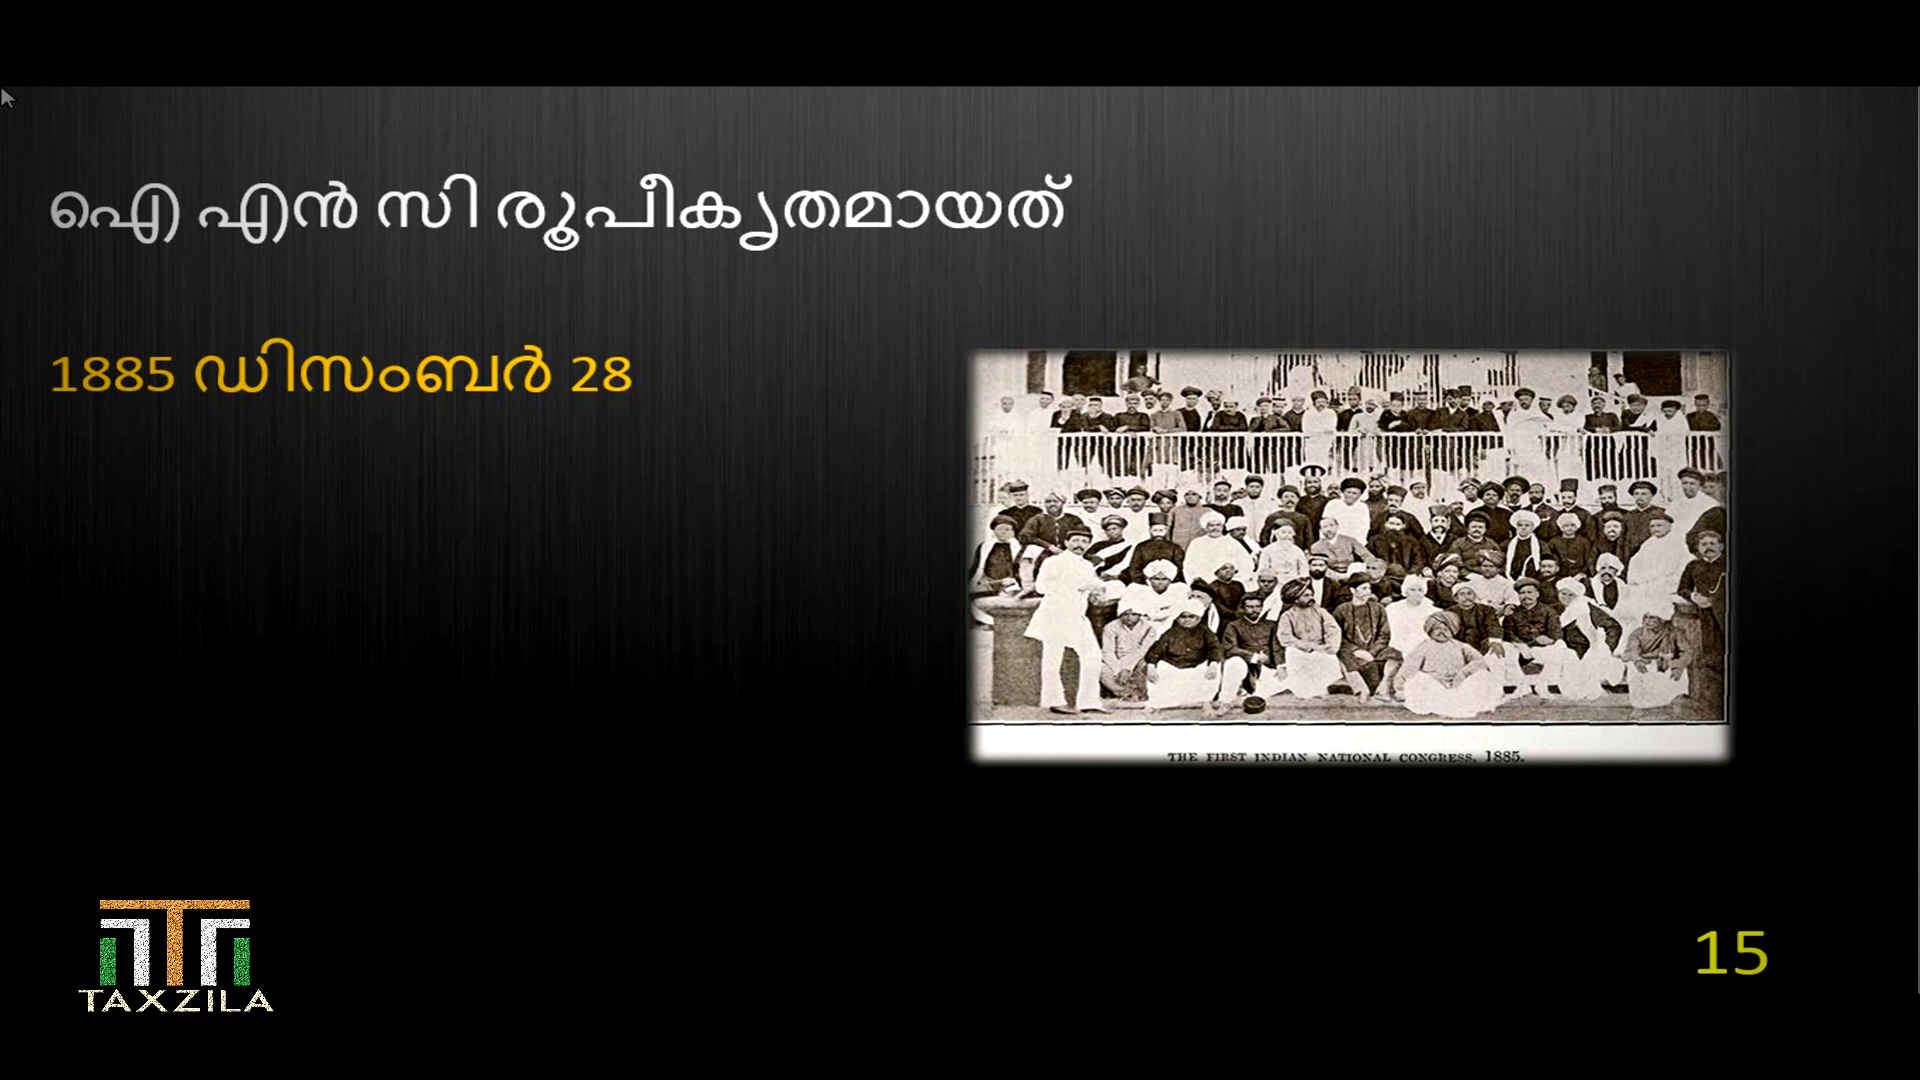 ഐ എൻ സി രൂപീകൃതമായത്
1885 ഡിസംബർ 28
THE FIRST INDIAN NATIONAL CONGRESS, 1885.
TAXZILA
15